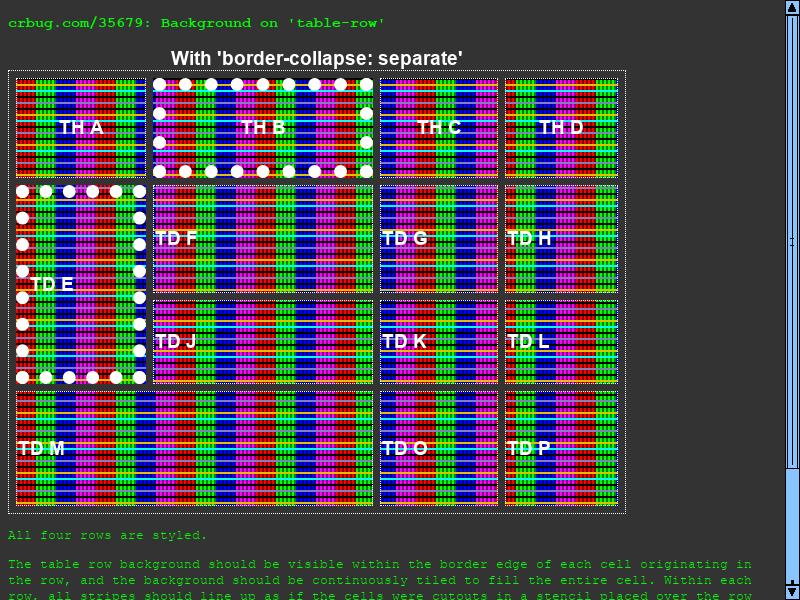 crbug.com/35679: Background on 'table-row'
With 'border-collapse: separate'
TH A TH B TH C TH D
TD E TD F TD G TD H
TD J TD K TD L
TD M TD O TD P
All four rows are styled.
The table row background should be visible within the border edge of each cell originating in
the row, and the background should be continuously tiled to fill the entire cell. Within each
row, all stripes should line up as if the cells were cutouts in a stencil placed over the row